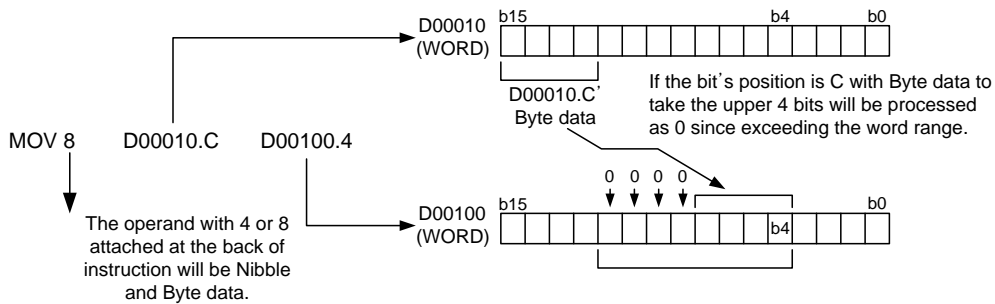 D00010
(WORD)
b15
b4
b0
D00010.C'
Byte data
If the bit's position is C with Byte data to
take the upper 4 bits will be processed
as 0 since exceeding the word range.
MOV 8 D00010.C D00100.4
0 0 0 0
D00100
(WORD)
b15
b0
b4
The operand with 4 or 8
attached at the back of
instruction will be Nibble
and Byte data.